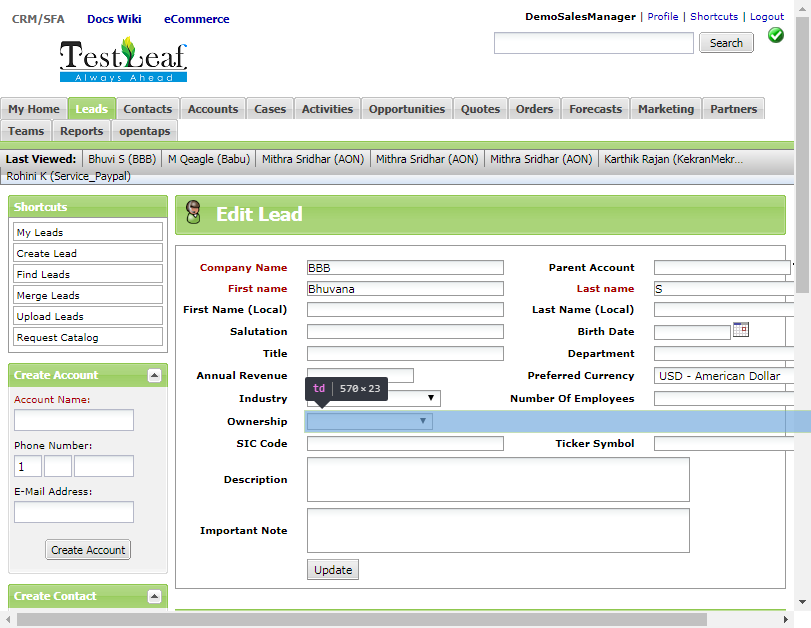 CRM/SFA Docs Wiki eCommerce
DemoSalesManager | Profile | Shortcuts | Logout
TestLeaf
Always Ahead
Search
My Home Leads Contacts Accounts Cases Activities Opportunities Quotes Orders Forecasts Marketing Partners
Teams Reports opentaps
Last Viewed: Bhuvi S (BBB) M Qeagle (Babu) Mithra Sridhar (AON) Mithra Sridhar (AON) Mithra Sridhar (AON) Karthik Rajan (KekranMekr...
Rohini K (Service_Paypal)
Shortcuts
My Leads
Create Lead
Find Leads
Merge Leads
Upload Leads
Request Catalog
Create Account
Account Name:
Phone Number:
1
E-Mail Address:
Create Account
Create Contact
Edit Lead
Company Name BBB Parent Account
First name Bhuvana Last name S
First Name (Local) Last Name (Local)
Salutation Birth Date
Title Department
Annual Revenue Preferred Currency USD - American Dollar
td 570×23
Industry Number Of Employees
Ownership
SIC Code Ticker Symbol
Description
Important Note
Update